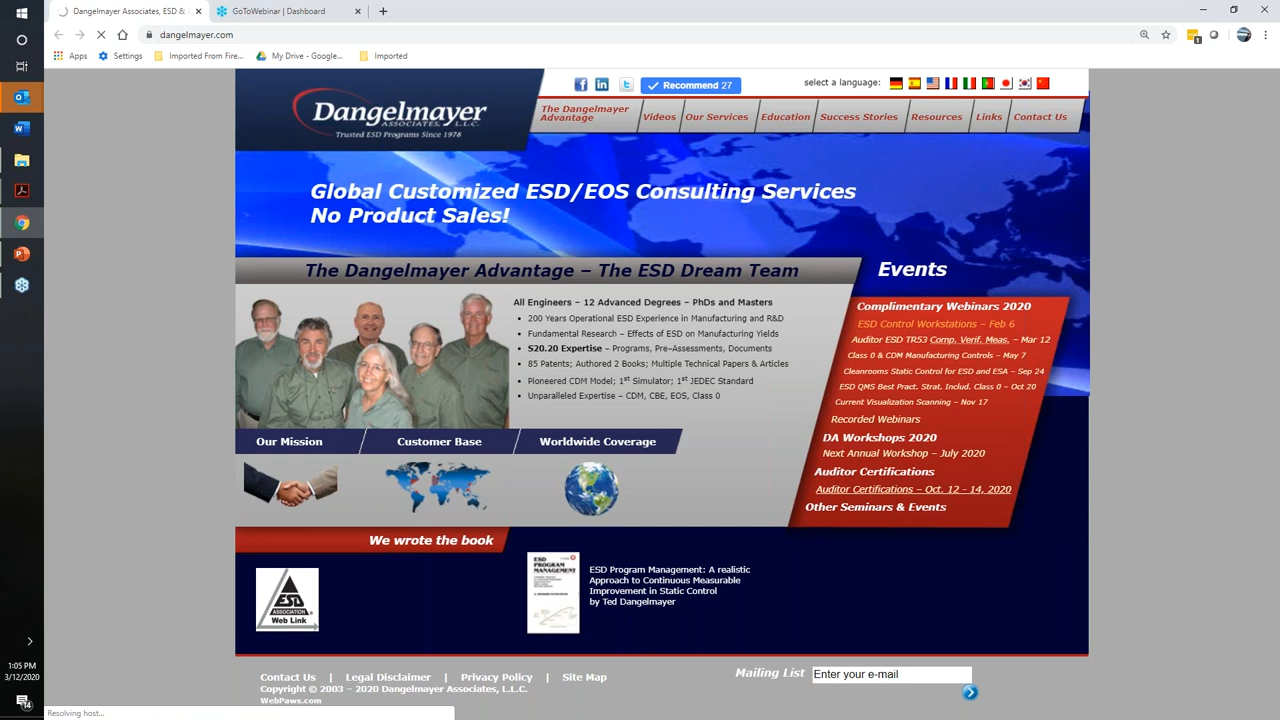 Dangelmayer Associates, ESD &
GoToWebinar | Dashboard
dangelmayer.com
Apps
Settings
Imported From Fire...
My Drive - Google...
Imported
Dangelmayer
ASSOCIATES, L.L.C.
Trusted ESD Programs Since 1978
Recommend 27
select a language:
The Dangelmayer
Advantage
Videos
Our Services
Education
Success Stories
Resources
Links
Contact Us
Global Customized ESD/EOS Consulting Services
No Product Sales!
The Dangelmayer Advantage – The ESD Dream Team
All Engineers – 12 Advanced Degrees – PhDs and Masters
• 200 Years Operational ESD Experience in Manufacturing and R&D
• Fundamental Research – Effects of ESD on Manufacturing Yields
• S20.20 Expertise – Programs, Pre–Assessments, Documents
• 85 Patents; Authored 2 Books; Multiple Technical Papers & Articles
• Pioneered CDM Model; 1st Simulator; 1st JEDEC Standard
• Unparalleled Expertise – CDM, CBE, EOS, Class 0
Events
Complimentary Webinars 2020
ESD Control Workstations – Feb 6
Auditor ESD TR53 Comp. Verif. Meas. – Mar 12
Class 0 & CDM Manufacturing Controls – May 7
Cleanrooms Static Control for ESD and ESA – Sep 24
ESD QMS Best Pract. Strat. Includ. Class 0 – Oct 20
Current Visualization Scanning – Nov 17
Recorded Webinars
DA Workshops 2020
Next Annual Workshop – July 2020
Auditor Certifications
Auditor Certifications – Oct. 12 - 14, 2020
Other Seminars & Events
Our Mission
Customer Base
Worldwide Coverage
We wrote the book
ESD
ASSOCIATION
Web Link
ESD
PROGRAM
MANAGEMENT
ESD Program Management: A realistic
Approach to Continuous Measurable
Improvement in Static Control
by Ted Dangelmayer
Contact Us | Legal Disclaimer | Privacy Policy | Site Map
Copyright © 2003 – 2020 Dangelmayer Associates, L.L.C.
WebPaws.com
Mailing List
Enter your e-mail
1:05 PM
3/12/2020
14
Resolving host...